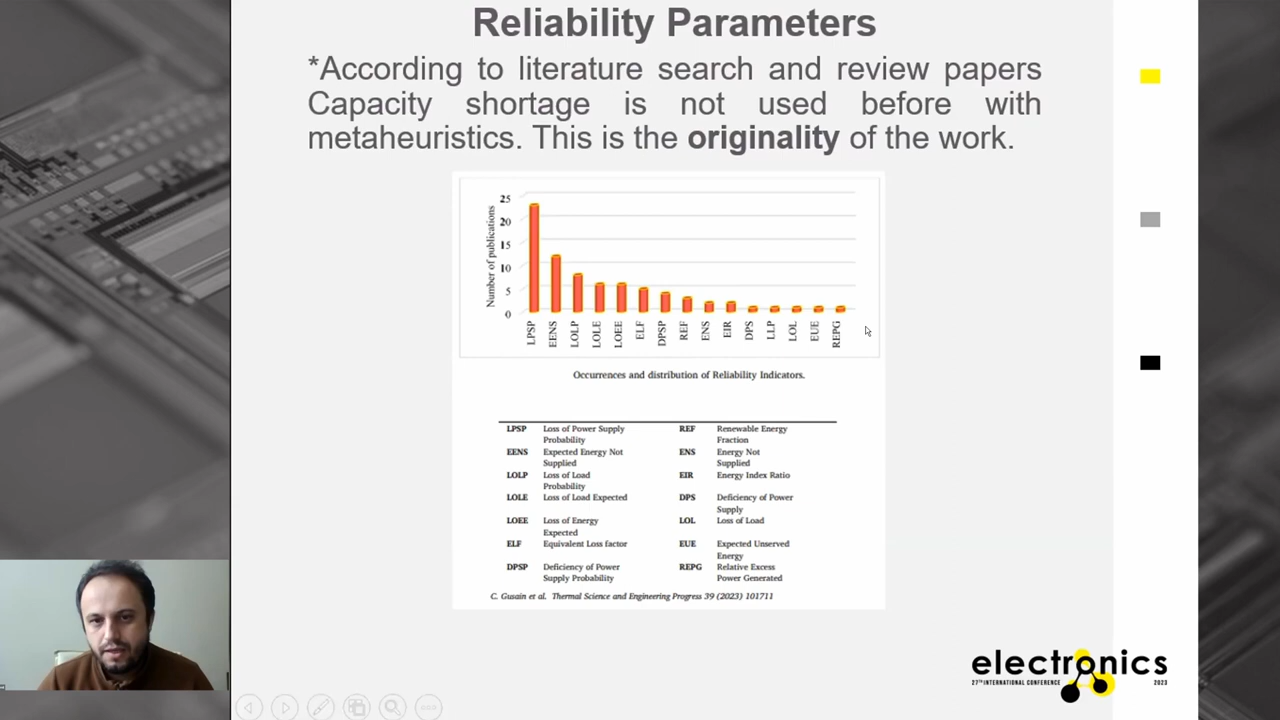 Reliability Parameters
*According to literature search and review papers
Capacity shortage is not used before with
metaheuristics. This is the originality of the work.
Number of publications
25
20
15
10
5
0
LPSP
EENS
LOLP
LOLE
LOEE
ELF
DPSP
REF
ENS
EIR
DPS
LLP
LOL
EUE
REPG
Occurrences and distribution of Reliability Indicators.
LPSP Loss of Power Supply Probability
REF Renewable Energy Fraction
EENS Expected Energy Not Supplied
ENS Energy Not Supplied
LOLP Loss of Load Probability
EIR Energy Index Ratio
LOLE Loss of Load Expected
DPS Deficiency of Power Supply
LOEE Loss of Energy Expected
LOL Loss of Load
ELF Equivalent Loss factor
EUE Expected Unserved Energy
DPSP Deficiency of Power Supply Probability
REPG Relative Excess Power Generated
C. Gusain et al. Thermal Science and Engineering Progress 39 (2023) 101711
electronics
27TH INTERNATIONAL CONFERENCE 2023